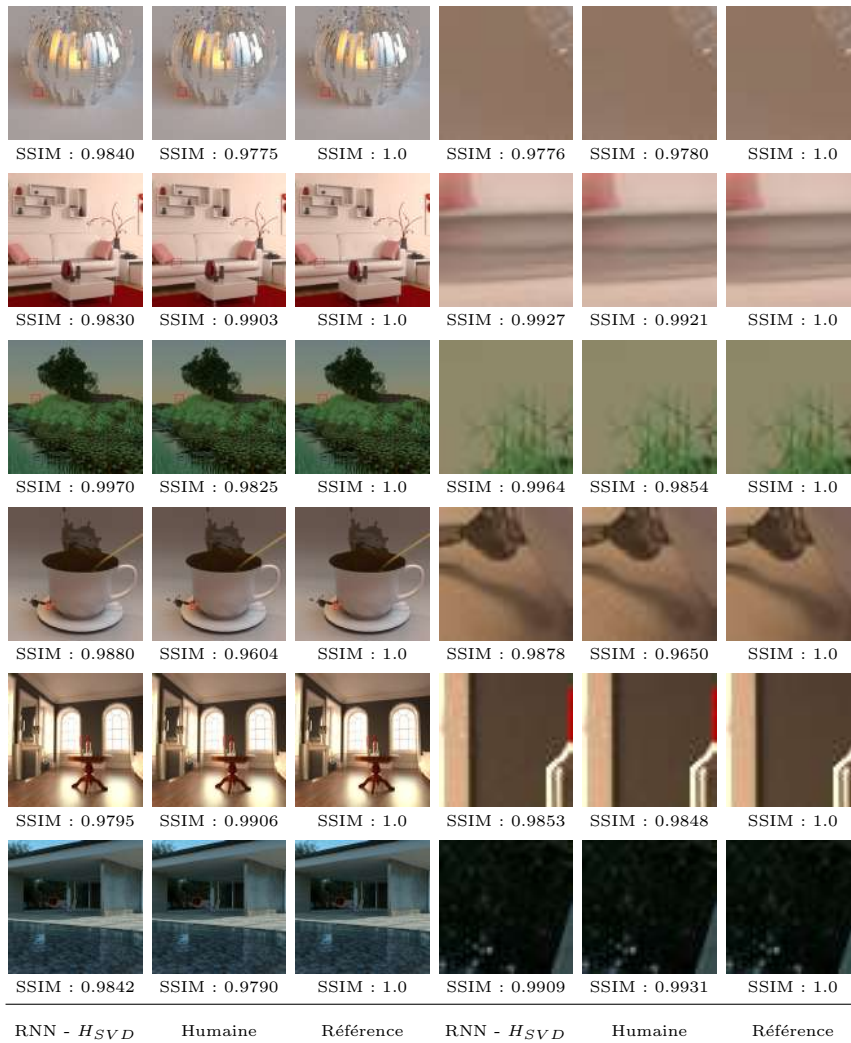 SSIM : 0.9840 SSIM : 0.9775 SSIM : 1.0 SSIM : 0.9776 SSIM : 0.9780 SSIM : 1.0
SSIM : 0.9830 SSIM : 0.9903 SSIM : 1.0 SSIM : 0.9927 SSIM : 0.9921 SSIM : 1.0
SSIM : 0.9970 SSIM : 0.9825 SSIM : 1.0 SSIM : 0.9964 SSIM : 0.9854 SSIM : 1.0
SSIM : 0.9880 SSIM : 0.9604 SSIM : 1.0 SSIM : 0.9878 SSIM : 0.9650 SSIM : 1.0
SSIM : 0.9795 SSIM : 0.9906 SSIM : 1.0 SSIM : 0.9853 SSIM : 0.9848 SSIM : 1.0
SSIM : 0.9842 SSIM : 0.9790 SSIM : 1.0 SSIM : 0.9909 SSIM : 0.9931 SSIM : 1.0
RNN - H_SVD Humaine Référence RNN - H_SVD Humaine Référence